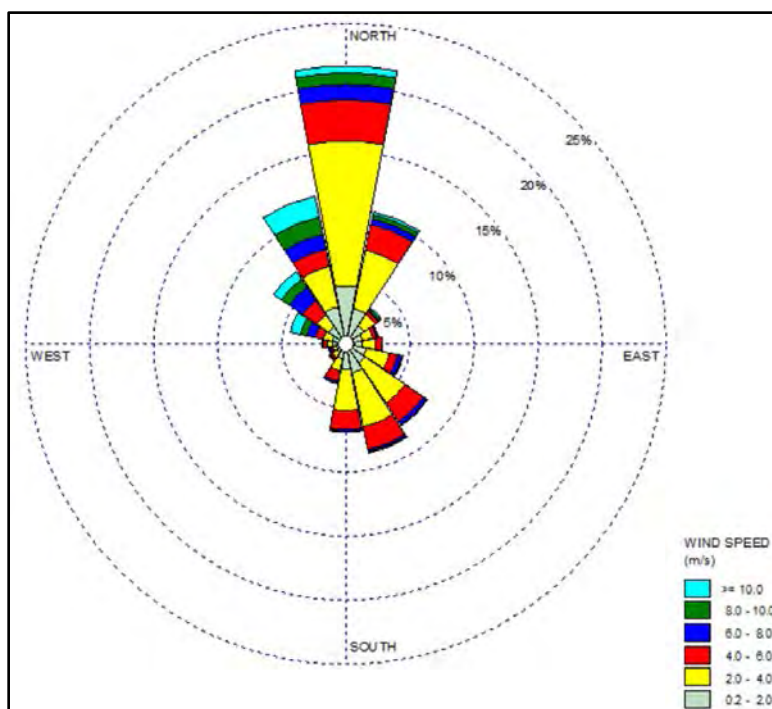 NORTH
25%
20%
15%
10%
5%
WEST
EAST
SOUTH
WIND SPEED
(m/s)
>= 10.0
8.0 - 10.0
6.0 - 8.0
4.0 - 6.0
2.0 - 4.0
0.2 - 2.0